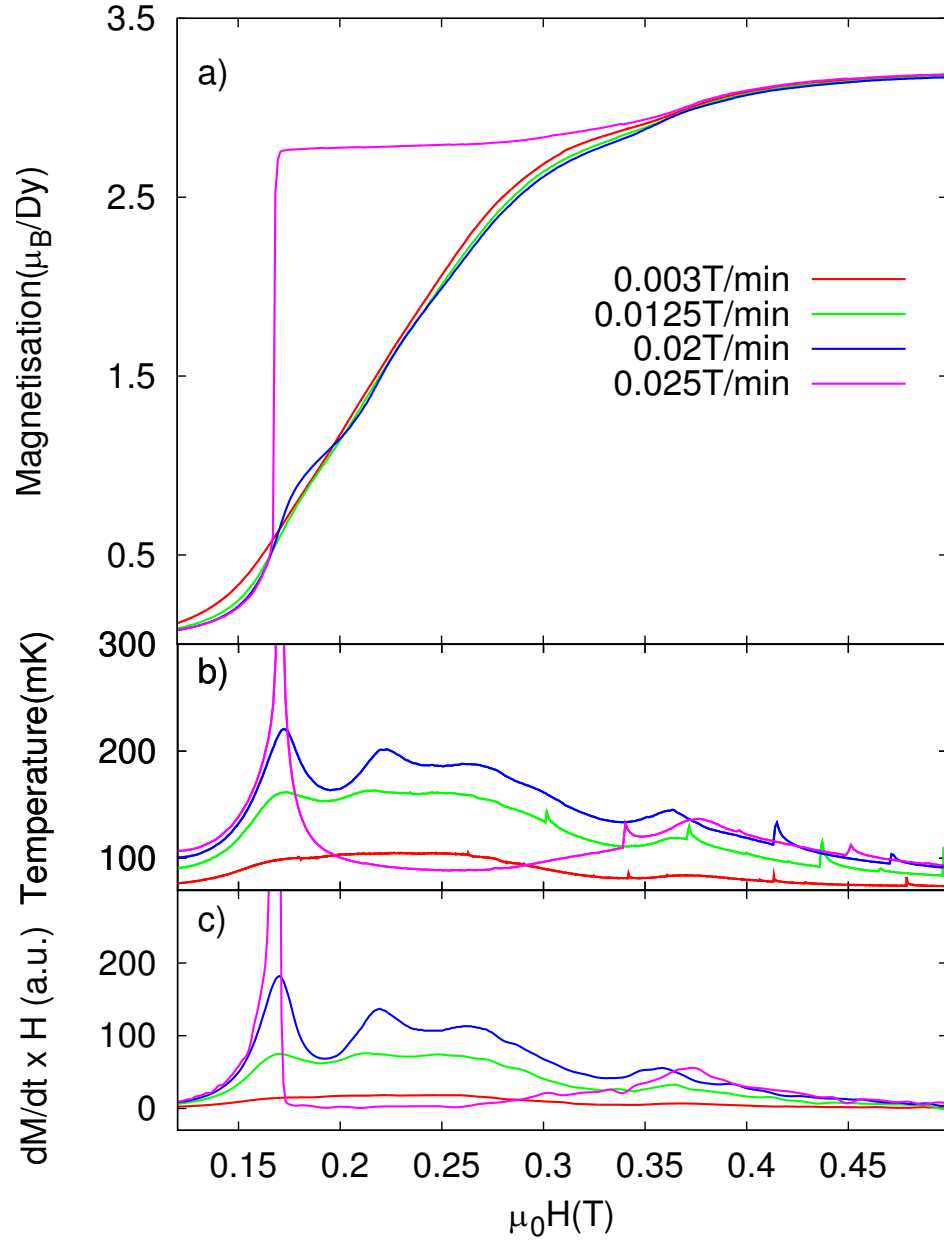 3.5
a)
2.5
Magnetisation(μB/Dy)
0.003T/min
0.0125T/min
0.02T/min
0.025T/min
1.5
0.5
300
b)
200
Temperature(mK)
100
c)
200
dM/dt x H (a.u.)
100
0
0.15 0.2 0.25 0.3 0.35 0.4 0.45
μ0H(T)